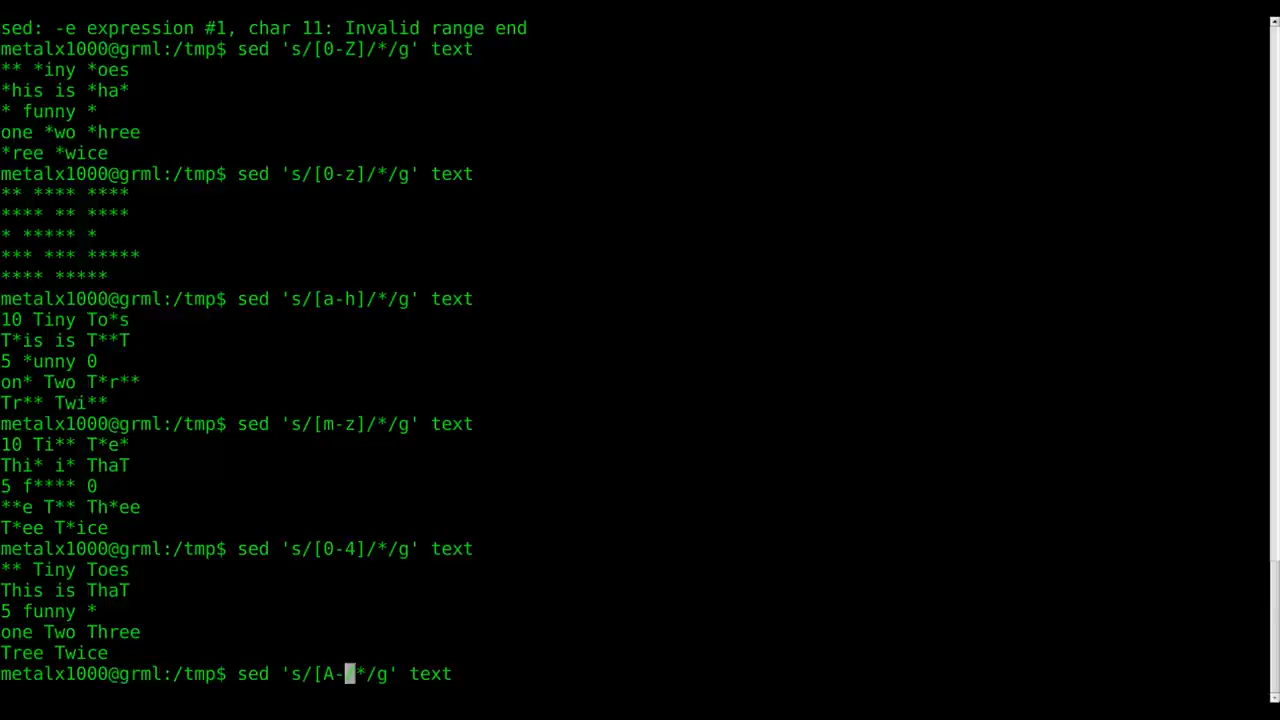 sed: -e expression #1, char 11: Invalid range end
metalx1000@grml:/tmp$ sed 's/[0-Z]/*/g' text
** *iny *oes
*his is *ha*
* funny *
one *wo *hree
*ree *wice
metalx1000@grml:/tmp$ sed 's/[0-z]/*/g' text
** **** ****
**** ** ****
* ***** *
*** *** *****
**** *****
metalx1000@grml:/tmp$ sed 's/[a-h]/*/g' text
10 Tiny To*s
T*is is T**T
5 *unny 0
on* Two T*r**
Tr** Twi**
metalx1000@grml:/tmp$ sed 's/[m-z]/*/g' text
10 Ti** T*e*
Thi* i* ThaT
5 f**** 0
**e T** Th*ee
T*ee T*ice
metalx1000@grml:/tmp$ sed 's/[0-4]/*/g' text
** Tiny Toes
This is ThaT
5 funny *
one Two Three
Tree Twice
metalx1000@grml:/tmp$ sed 's/[A-/*/g' text